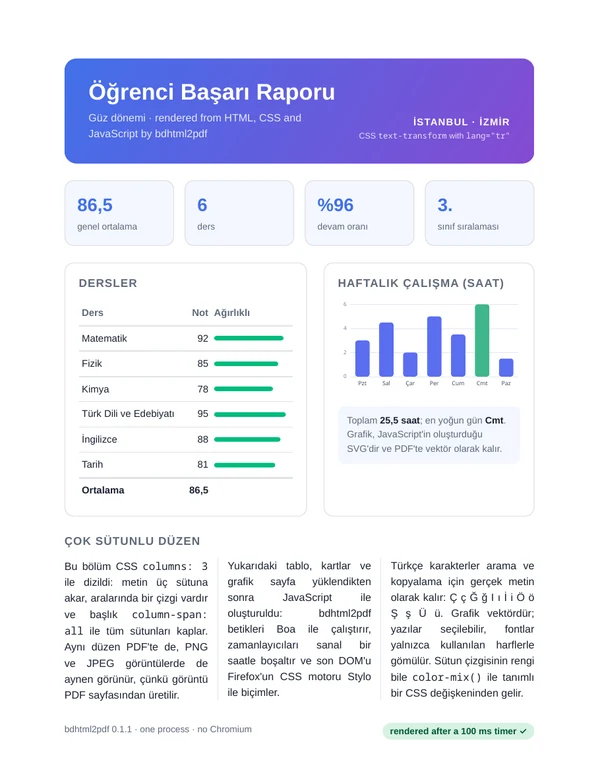 Öğrenci Başarı Raporu
Güz dönemi · rendered from HTML, CSS and
JavaScript by bdhtml2pdf
İSTANBUL · İZMİR
CSS text-transform with lang="tr"
86,5
genel ortalama
6
ders
%96
devam oranı
3.
sınıf sıralaması
DERSLER
Ders Not Ağırlıklı
Matematik 92
Fizik 85
Kimya 78
Türk Dili ve Edebiyatı 95
İngilizce 88
Tarih 81
Ortalama 86,5
HAFTALIK ÇALIŞMA (SAAT)
6
4
2
0
Pzt Sal Çar Per Cum Cmt Paz
Toplam 25,5 saat; en yoğun gün Cmt.
Grafik, JavaScript'in oluşturduğu
SVG'dir ve PDF'te vektör olarak kalır.
ÇOK SÜTUNLU DÜZEN
Bu bölüm CSS columns: 3
ile dizildi: metin üç sütuna
akar, aralarında bir çizgi vardır
ve başlık column-span:
all ile tüm sütunları kaplar.
Aynı düzen PDF'te de, PNG
ve JPEG görüntülerde de
aynen görünür, çünkü görüntü
PDF sayfasından üretilir.
Yukarıdaki tablo, kartlar ve
grafik sayfa yüklendikten
sonra JavaScript ile
oluşturuldu: bdhtml2pdf
betikleri Boa ile çalıştırır,
zamanlayıcıları sanal bir
saatle boşaltır ve son DOM'u
Firefox'un CSS motoru Stylo
ile biçimler.
Türkçe karakterler arama ve
kopyalama için gerçek metin
olarak kalır: Ç ç Ğ ğ I ı İ i Ö ö
Ş ş Ü ü. Grafik vektördür;
yazılar seçilebilir, fontlar
yalnızca kullanılan harflerle
gömülür. Sütun çizgisinin rengi
bile color-mix() ile tanımlı
bir CSS değişkeninden gelir.
bdhtml2pdf 0.1.1 · one process · no Chromium
rendered after a 100 ms timer ✓